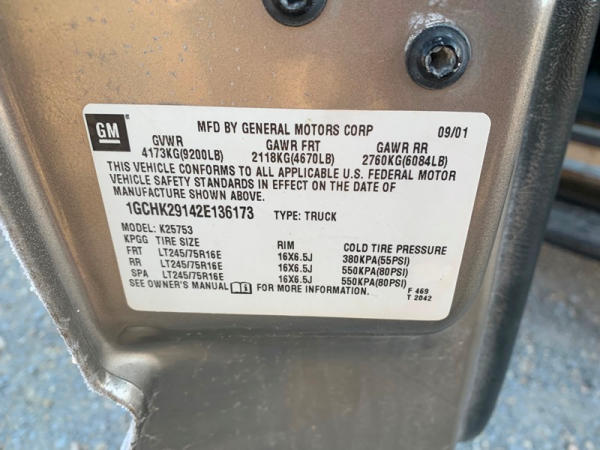 GM
MFD BY GENERAL MOTORS CORP 09/01
GVWR GAWR FRT GAWR RR
4173KG(9200LB) 2118KG(4670LB) 2760KG(6084LB)
THIS VEHICLE CONFORMS TO ALL APPLICABLE U.S. FEDERAL MOTOR
VEHICLE SAFETY STANDARDS IN EFFECT ON THE DATE OF
MANUFACTURE SHOWN ABOVE.
1GCHK29142E136173 TYPE: TRUCK
MODEL: K25753
KPGG TIRE SIZE RIM COLD TIRE PRESSURE
FRT LT245/75R16E 16X6.5J 380KPA(55PSI)
RR LT245/75R16E 16X6.5J 550KPA(80PSI)
SPA LT245/75R16E 16X6.5J 550KPA(80PSI)
SEE OWNER'S MANUAL FOR MORE INFORMATION. F 469
T 2042